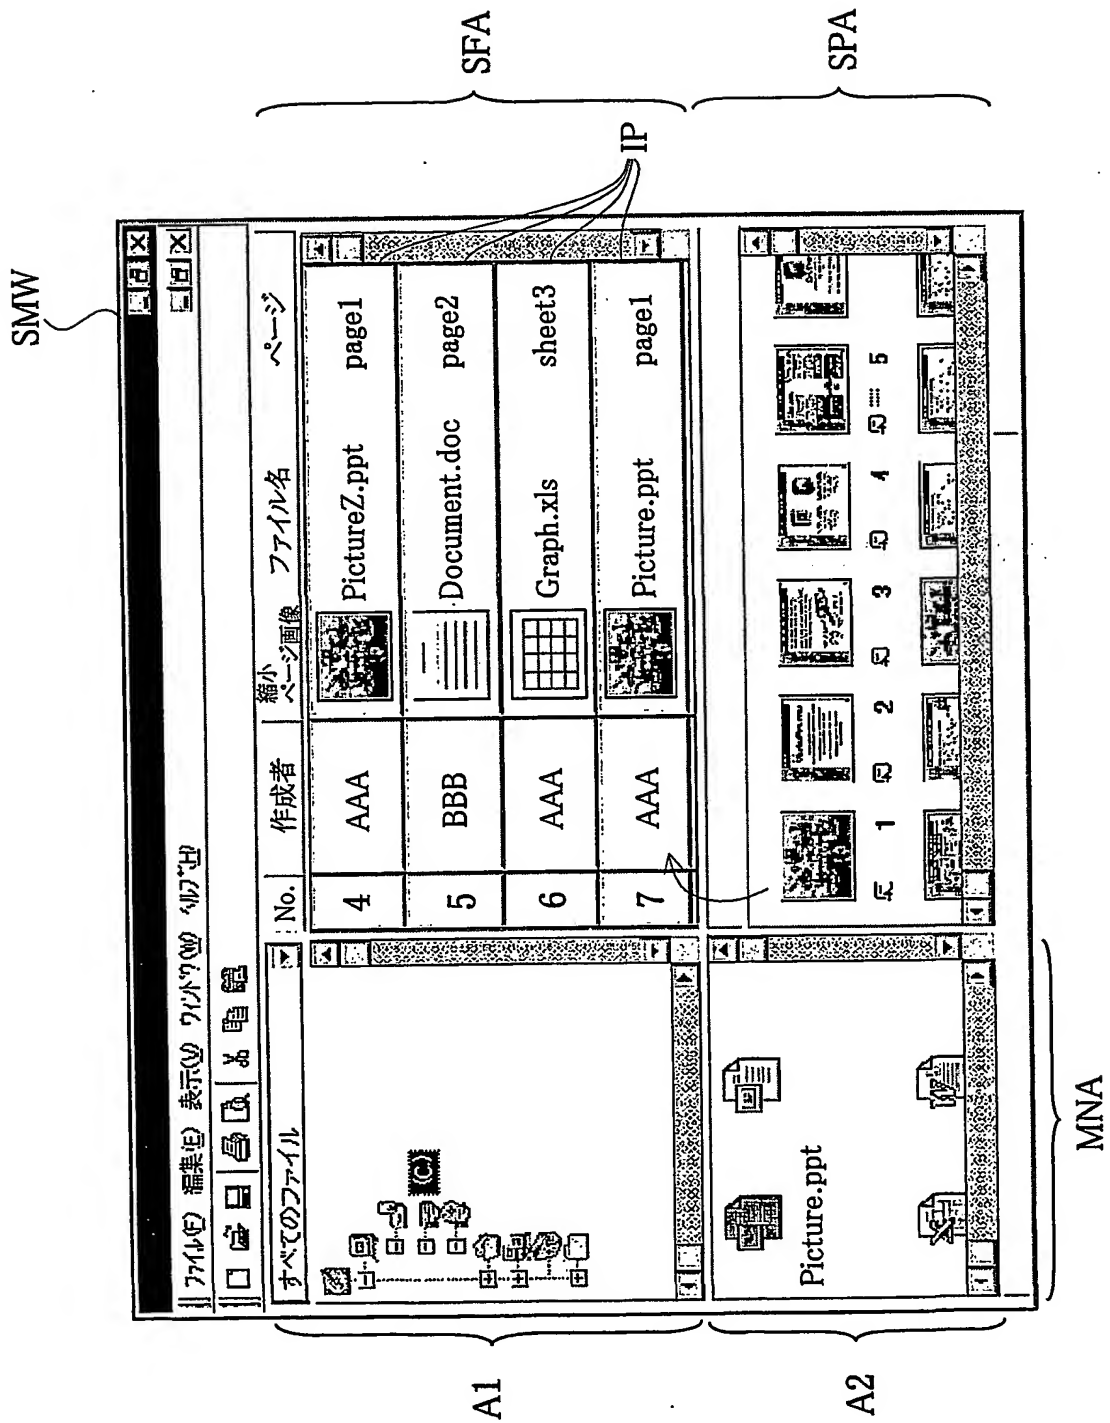 SMW
ファイル(F) 編集(E) 表示(V) ウィンドウ(W) ヘルプ(H)
すべてのファイル
No. 作成者 縮小ページ画像 ファイル名 ページ
4 AAA PictureZ.ppt page1
5 BBB Document.doc page2
6 AAA Graph.xls sheet3
7 AAA Picture.ppt page1
(C)
IP
SFA
A1
Picture.ppt
1 2 3 4 5
SPA
A2
MNA